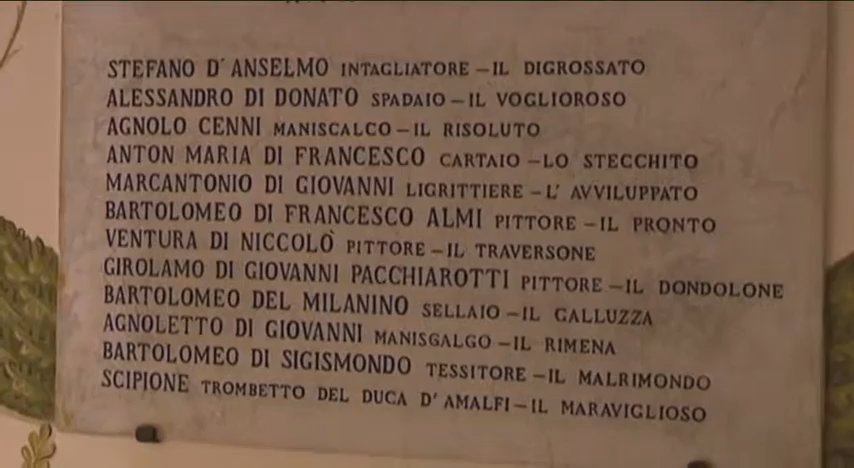 STEFANO D'ANSELMO INTAGLIATORE – IL DIGROSSATO
ALESSANDRO DI DONATO SPADAIO – IL VOGLIOROSO
AGNOLO CENNI MANISCALCO – IL RISOLUTO
ANTON MARIA DI FRANCESCO CARTAIO – LO STECCHITO
MARCANTONIO DI GIOVANNI LIGRITTIERE – L'AVVILUPPATO
BARTOLOMEO DI FRANCESCO ALMI PITTORE – IL PRONTO
VENTURA DI NICCOLÒ PITTORE – IL TRAVERSONE
GIROLAMO DI GIOVANNI PACCHIAROTTI PITTORE – IL DONDOLONE
BARTOLOMEO DEL MILANINO SELLAIO – IL GALLUZZA
AGNOLETTO DI GIOVANNI MANISGALGO – IL RIMENA
BARTOLOMEO DI SIGISMONDO TESSITORE – IL MALRIMONDO
SCIPIONE TROMBETTO DEL DUCA D'AMALFI – IL MARAVIGLIOSO